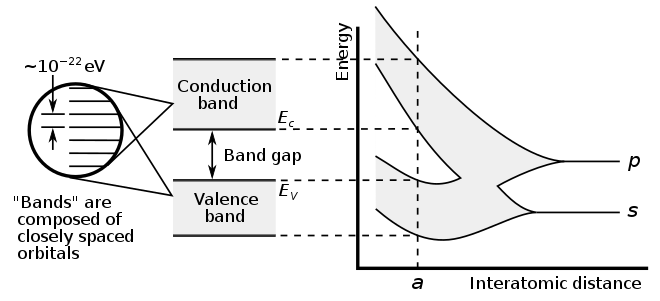 ~10⁻²² eV
"Bands" are
composed of
closely spaced
orbitals
Conduction
band
E_c
Band gap
E_V
Valence
band
Energy
p
s
a
Interatomic distance